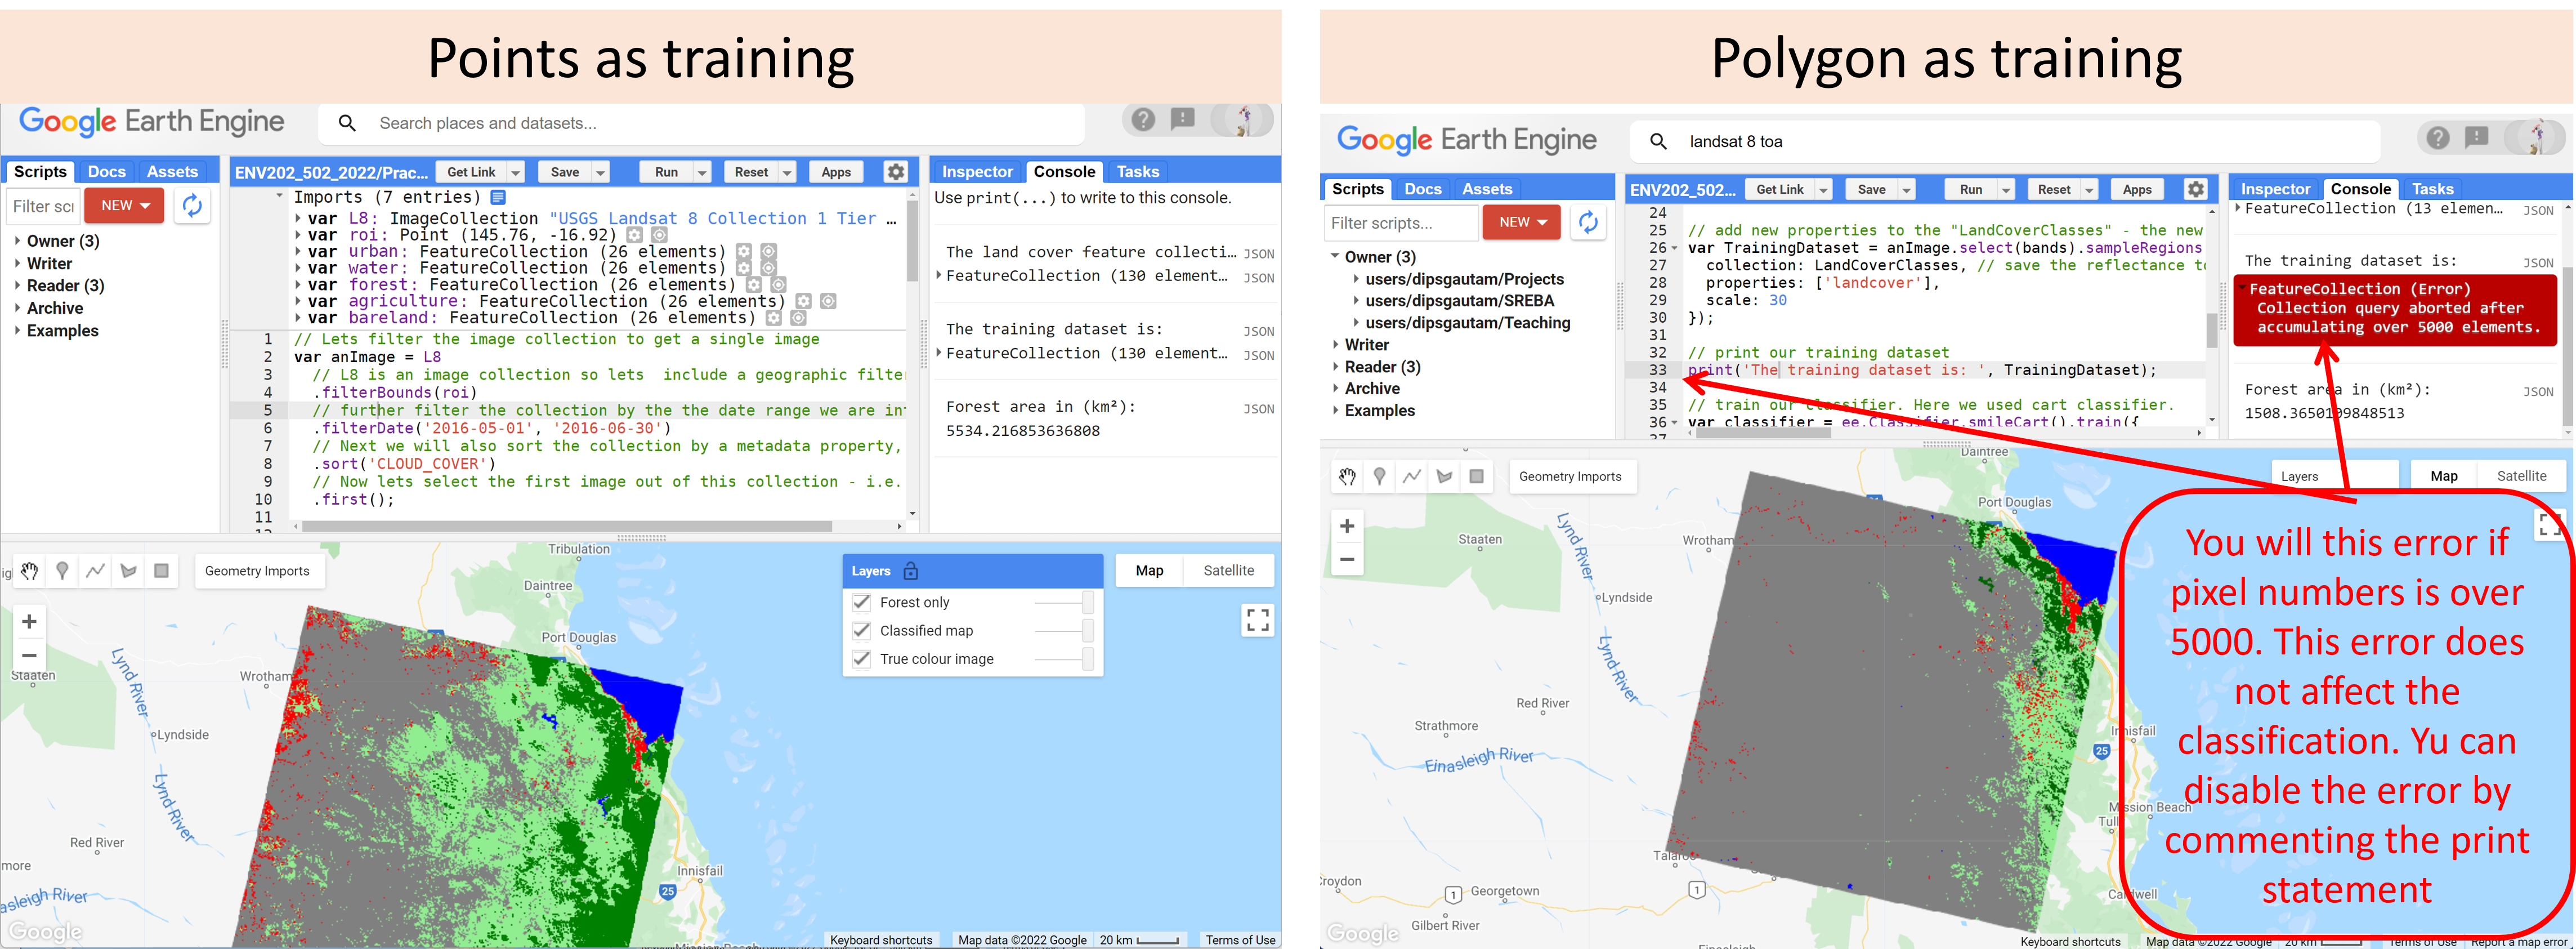 Points as training
Google Earth Engine
Search places and datasets...
Scripts Docs Assets
Filter scr
NEW
Owner (3)
Writer
Reader (3)
Archive
Examples
ENV202_502_2022/Prac... Get Link Save Run Reset Apps
Imports (7 entries)
var L8: ImageCollection "USGS Landsat 8 Collection 1 Tier …
var roi: Point (145.76, -16.92)
var urban: FeatureCollection (26 elements)
var water: FeatureCollection (26 elements)
var forest: FeatureCollection (26 elements)
var agriculture: FeatureCollection (26 elements)
var bareland: FeatureCollection (26 elements)
1 // Lets filter the image collection to get a single image
2 var anImage = L8
3 // L8 is an image collection so lets include a geographic filte
4 .filterBounds(roi)
5 // further filter the collection by the the date range we are in
6 .filterDate('2016-05-01', '2016-06-30')
7 // Next we will also sort the collection by a metadata property,
8 .sort('CLOUD_COVER')
9 // Now lets select the first image out of this collection - i.e.
10 .first();
11
Inspector Console Tasks
Use print(...) to write to this console.
The land cover feature collecti… JSON
FeatureCollection (130 element… JSON
The training dataset is: JSON
FeatureCollection (130 element… JSON
Forest area in (km²): JSON
5534.216853636808
Geometry Imports
Layers
Forest only
Classified map
True colour image
Map Satellite
Tribulation
Daintree
Port Douglas
Wrotham
Staaten
Lynd River
Lyndside
Lynd River
Red River
more
asleigh River
Innisfail
25
Google
Keyboard shortcuts Map data ©2022 Google 20 km Terms of Use
Polygon as training
Google Earth Engine
landsat 8 toa
Scripts Docs Assets
Filter scripts...
NEW
Owner (3)
users/dipsgautam/Projects
users/dipsgautam/SREBA
users/dipsgautam/Teaching
Writer
Reader (3)
Archive
Examples
ENV202_502... Get Link Save Run Reset Apps
24
25 // add new properties to the "LandCoverClasses" - the new
26 var TrainingDataset = anImage.select(bands).sampleRegions
27 collection: LandCoverClasses, // save the reflectance t
28 properties: ['landcover'],
29 scale: 30
30 });
31
32 // print our training dataset
33 print('The training dataset is: ', TrainingDataset);
34
35 // train our classifier. Here we used cart classifier.
36 var classifier = ee.Classifier.smileCart().train({
37
Inspector Console Tasks
FeatureCollection (13 elemen… JSON
The training dataset is: JSON
FeatureCollection (Error)
Collection query aborted after
accumulating over 5000 elements.
Forest area in (km²): JSON
1508.3650199848513
Geometry Imports
Layers
Map Satellite
Daintree
Port Douglas
Staaten
Wrotham
Lynd River
Lyndside
Lynd River
Red River
Strathmore
Einasleigh River
Innisfail
25
Mission Beach
Tull
Talaroo
Croydon
1
Georgetown
1
Gilbert River
Cardwell
Einasleigh
Google
Keyboard shortcuts Map data ©2022 Google 20 km Terms of Use Report a map error
You will this error if
pixel numbers is over
5000. This error does
not affect the
classification. Yu can
disable the error by
commenting the print
statement